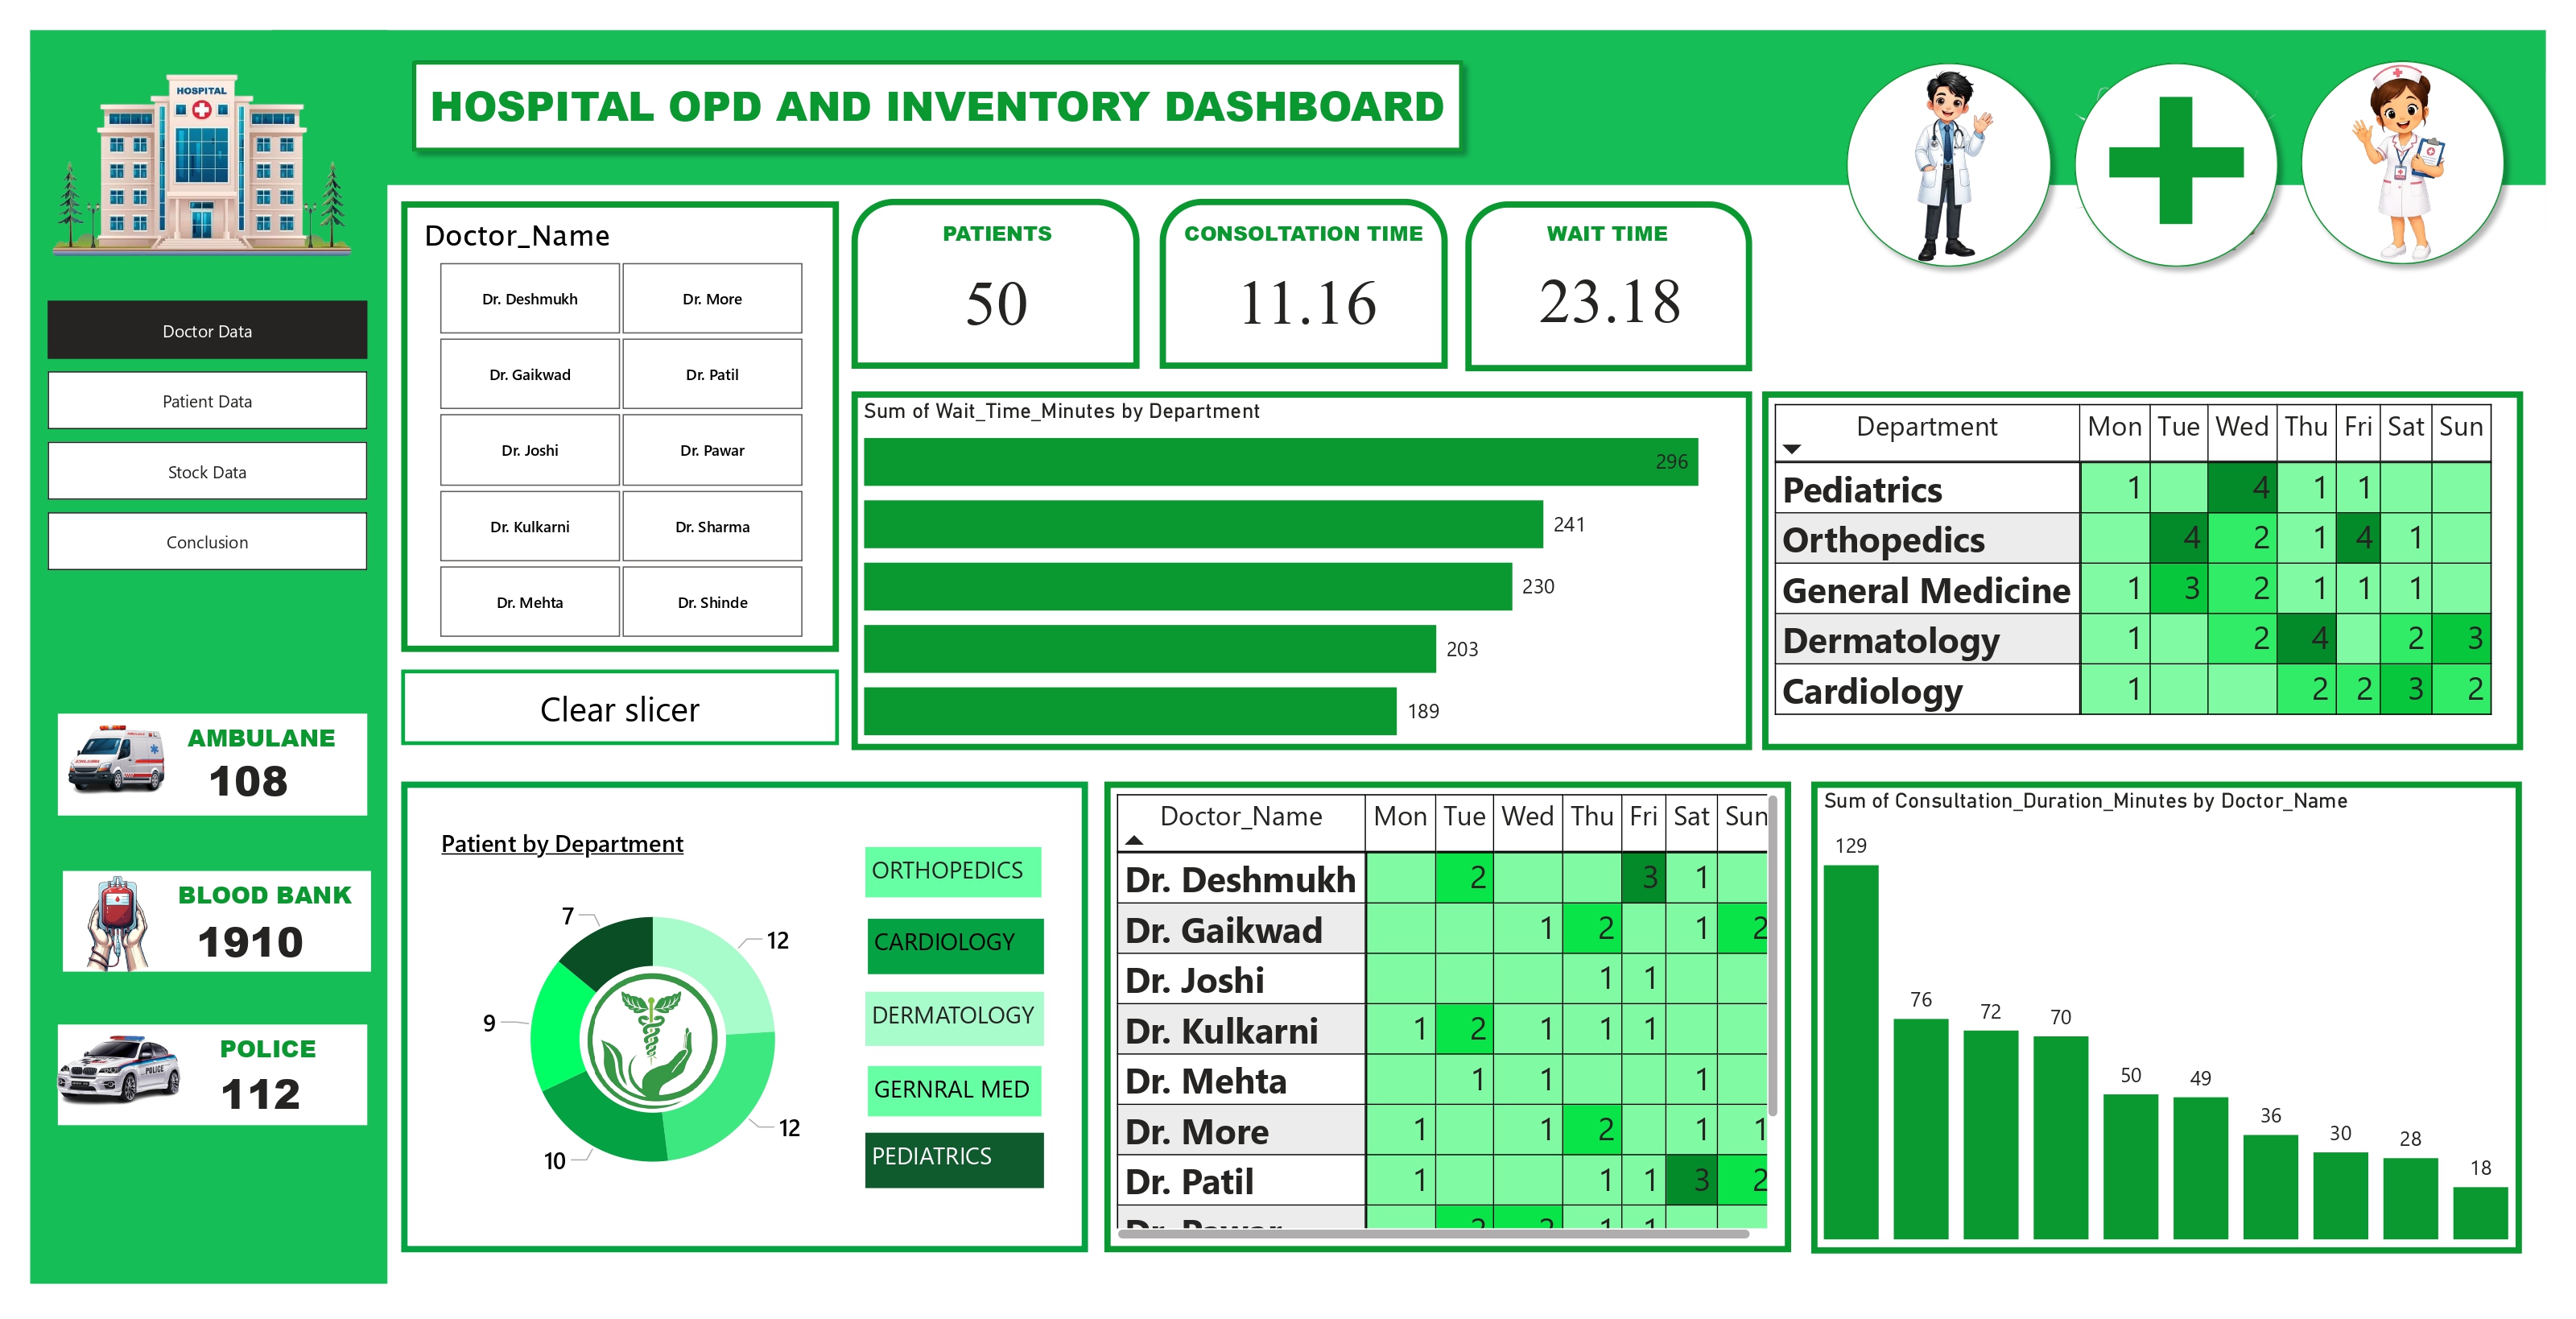 HOSPITAL
HOSPITAL OPD AND INVENTORY DASHBOARD
Doctor Data
Patient Data
Stock Data
Conclusion
AMBULANE
108
BLOOD BANK
1910
POLICE
POLICE
112
Doctor_Name
Dr. Deshmukh Dr. More
Dr. Gaikwad Dr. Patil
Dr. Joshi Dr. Pawar
Dr. Kulkarni Dr. Sharma
Dr. Mehta Dr. Shinde
Clear slicer
PATIENTS
50
CONSOLTATION TIME
11.16
WAIT TIME
23.18
Sum of Wait_Time_Minutes by Department
296
241
230
203
189
Department Mon Tue Wed Thu Fri Sat Sun
Pediatrics 1 4 1 1
Orthopedics 4 2 1 4 1
General Medicine 1 3 2 1 1 1
Dermatology 1 2 4 2 3
Cardiology 1 2 2 3 2
Patient by Department
7
12
9
12
10
ORTHOPEDICS
CARDIOLOGY
DERMATOLOGY
GERNRAL MED
PEDIATRICS
Doctor_Name Mon Tue Wed Thu Fri Sat Sun
Dr. Deshmukh 2 3 1
Dr. Gaikwad 1 2 1 2
Dr. Joshi 1 1
Dr. Kulkarni 1 2 1 1 1
Dr. Mehta 1 1 1
Dr. More 1 1 2 1 1
Dr. Patil 1 1 1 3 2
Dr. Pawar 2 2 1 1
Sum of Consultation_Duration_Minutes by Doctor_Name
129
76
72
70
50
49
36
30
28
18